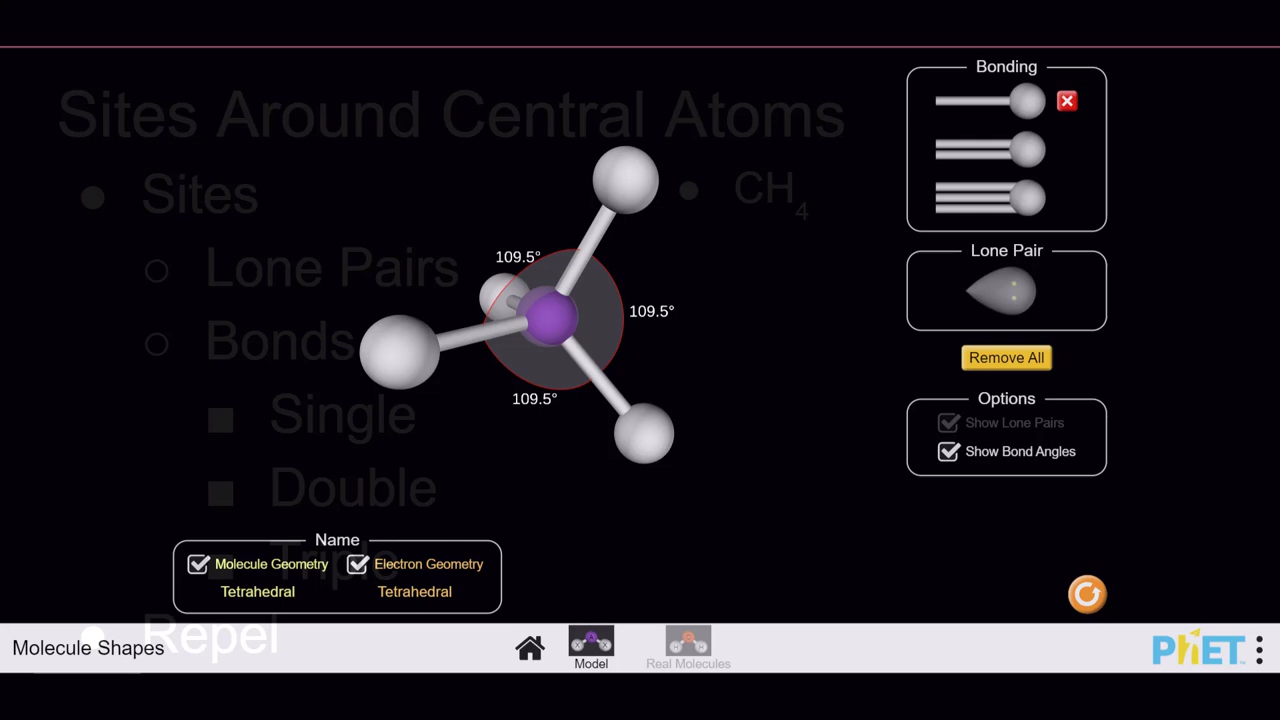 Bonding
Sites Around Central Atoms
Sites
CH4
Lone Pair
109.5°
Lone Pairs
109.5°
Bonds
Remove All
109.5°
Options
Single
Show Lone Pairs
Show Bond Angles
Double
Name
Triple
Molecule Geometry
Electron Geometry
Tetrahedral
Tetrahedral
Repel
Molecule Shapes
Model
Real Molecules
PhET